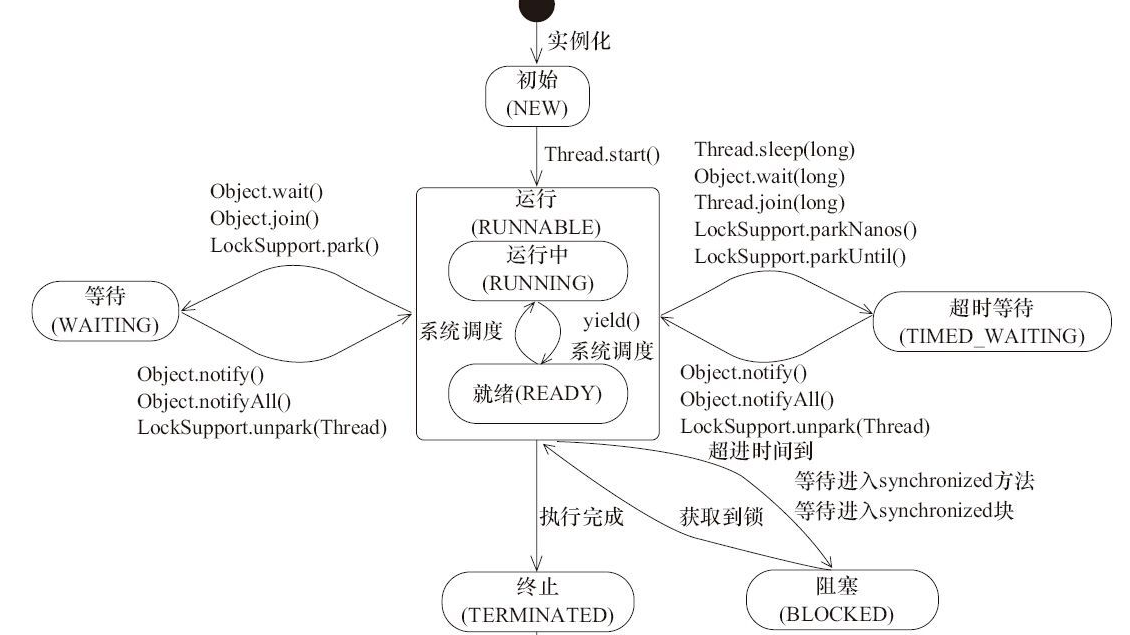 实例化
初始
(NEW)
Thread.start()
Object.wait()
Object.join()
LockSupport.park()
Thread.sleep(long)
Object.wait(long)
Thread.join(long)
LockSupport.parkNanos()
LockSupport.parkUntil()
运行
(RUNNABLE)
运行中
(RUNNING)
等待
(WAITING)
系统调度
yield()
系统调度
超时等待
(TIMED_WAITING)
就绪(READY)
Object.notify()
Object.notifyAll()
LockSupport.unpark(Thread)
Object.notify()
Object.notifyAll()
LockSupport.unpark(Thread)
超进时间到
等待进入synchronized方法
等待进入synchronized块
执行完成
获取到锁
终止
(TERMINATED)
阻塞
(BLOCKED)